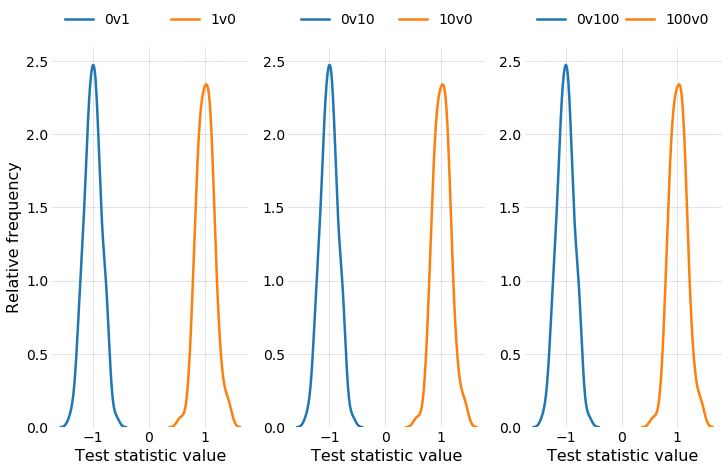 0v1 1v0 0v10 10v0 0v100 100v0
2.5 2.5 2.5
2.0 2.0 2.0
1.5 1.5 1.5
Relative frequency
1.0 1.0 1.0
0.5 0.5 0.5
0.0 0.0 0.0
−1 0 1 −1 0 1 −1 0 1
Test statistic value Test statistic value Test statistic value